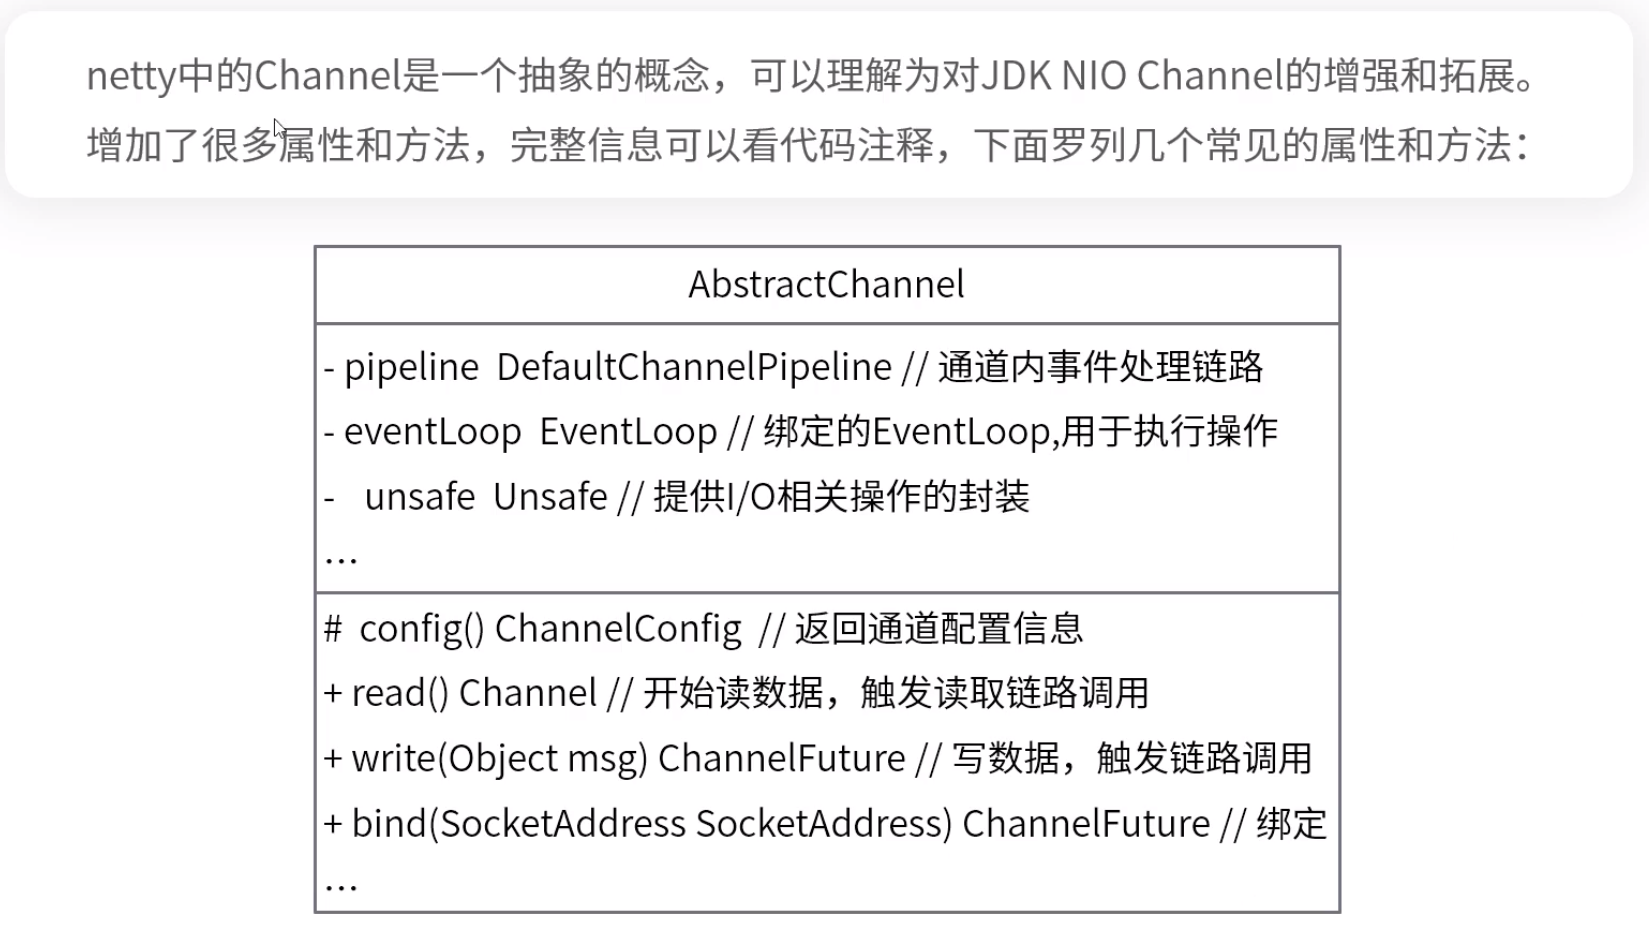 netty中的Channel是一个抽象的概念，可以理解为对JDK NIO Channel的增强和拓展。
增加了很多属性和方法，完整信息可以看代码注释，下面罗列几个常见的属性和方法：
AbstractChannel
- pipeline DefaultChannelPipeline // 通道内事件处理链路
- eventLoop EventLoop // 绑定的EventLoop,用于执行操作
- unsafe Unsafe // 提供I/O相关操作的封装
...
# config() ChannelConfig // 返回通道配置信息
+ read() Channel // 开始读数据，触发读取链路调用
+ write(Object msg) ChannelFuture // 写数据，触发链路调用
+ bind(SocketAddress SocketAddress) ChannelFuture // 绑定
...